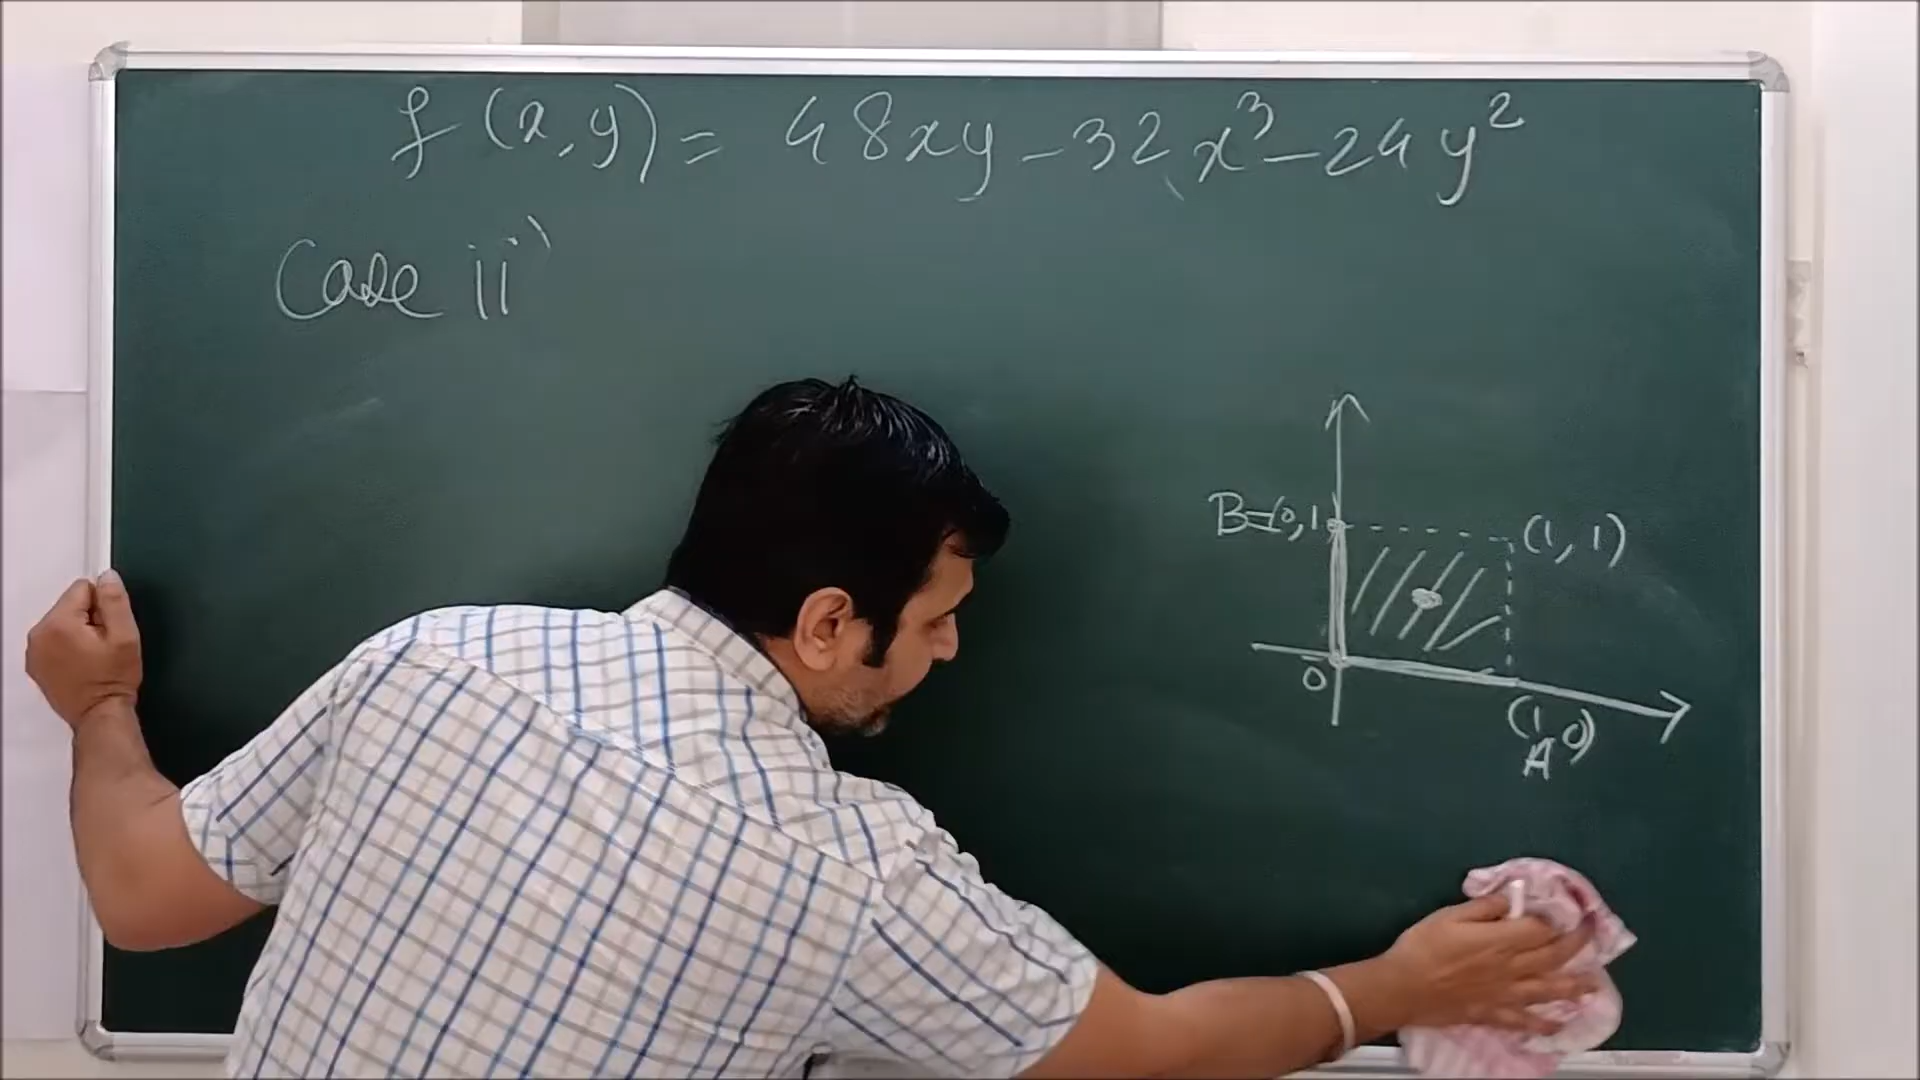 f(x,y) = 48xy - 32x³ - 24y²
Case ii)
B=(0,1)
(1, 1)
0
(1, 0)
A